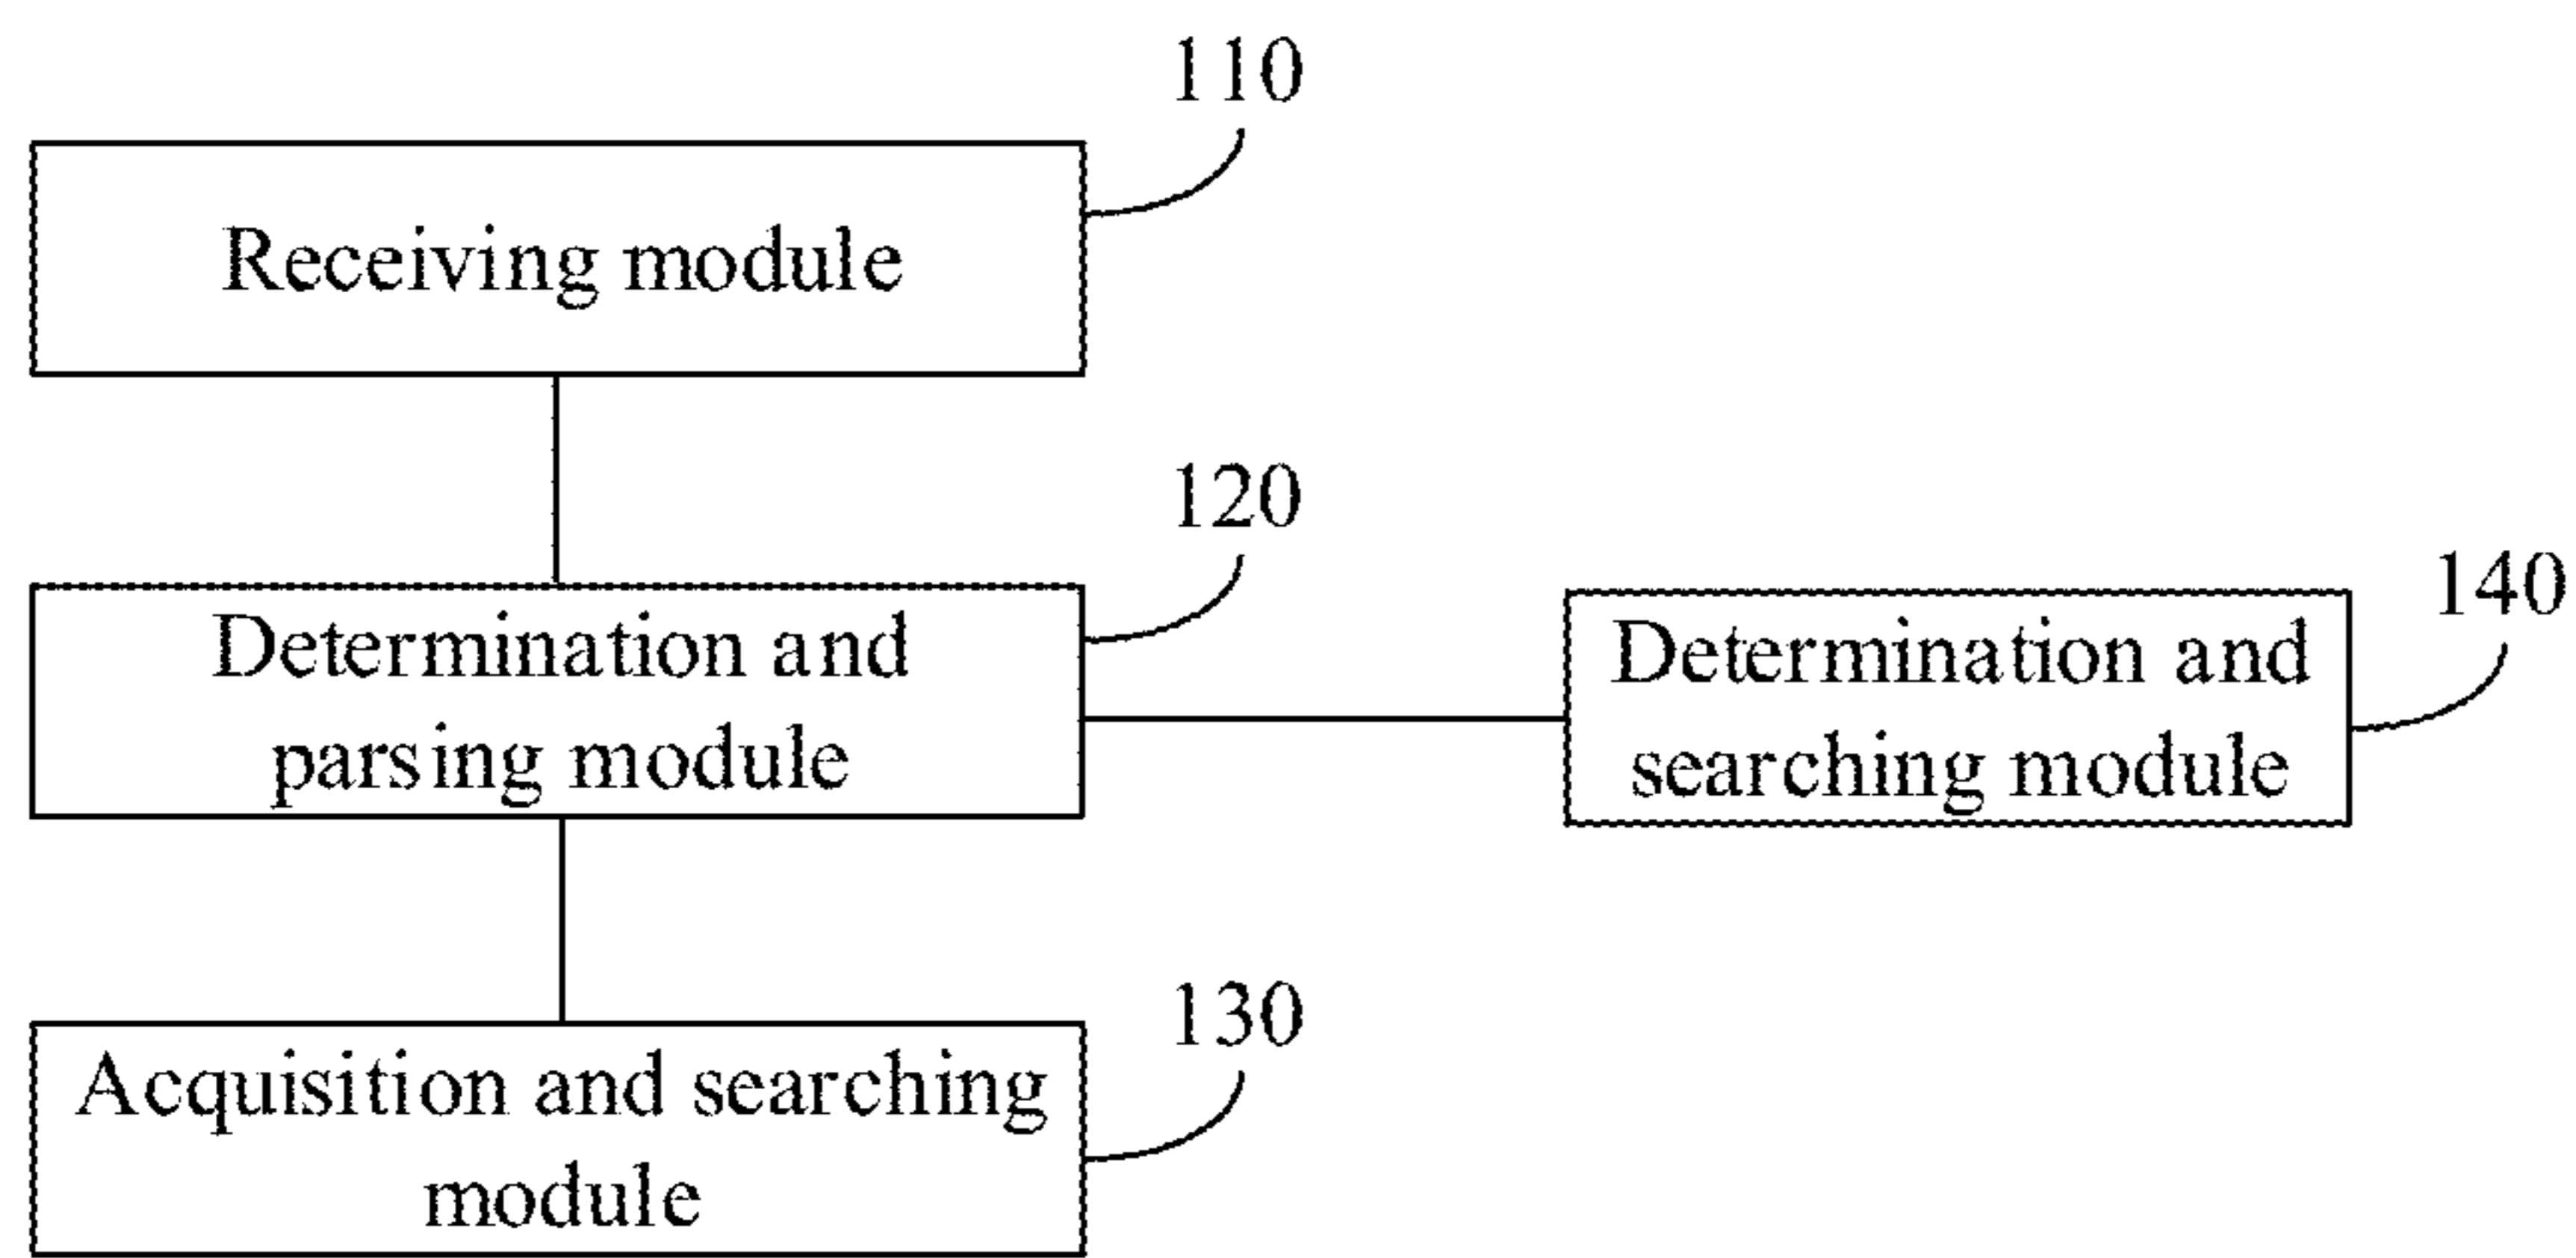 110
Receiving module
120
Determination and
parsing module
140
Determination and
searching module
130
Acquisition and searching
module